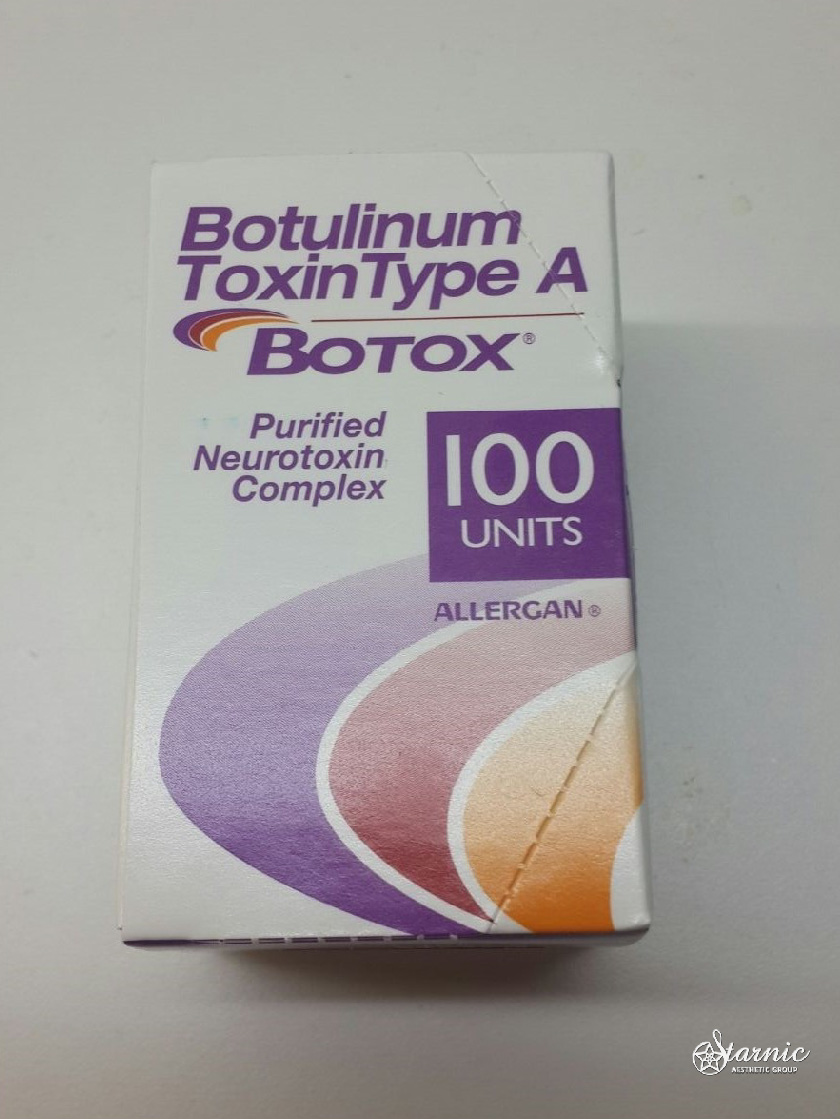 Botulinum
Toxin Type A
BOTOX®
Purified
Neurotoxin
Complex
100
UNITS
ALLERGAN®
Starnic
AESTHETIC GROUP